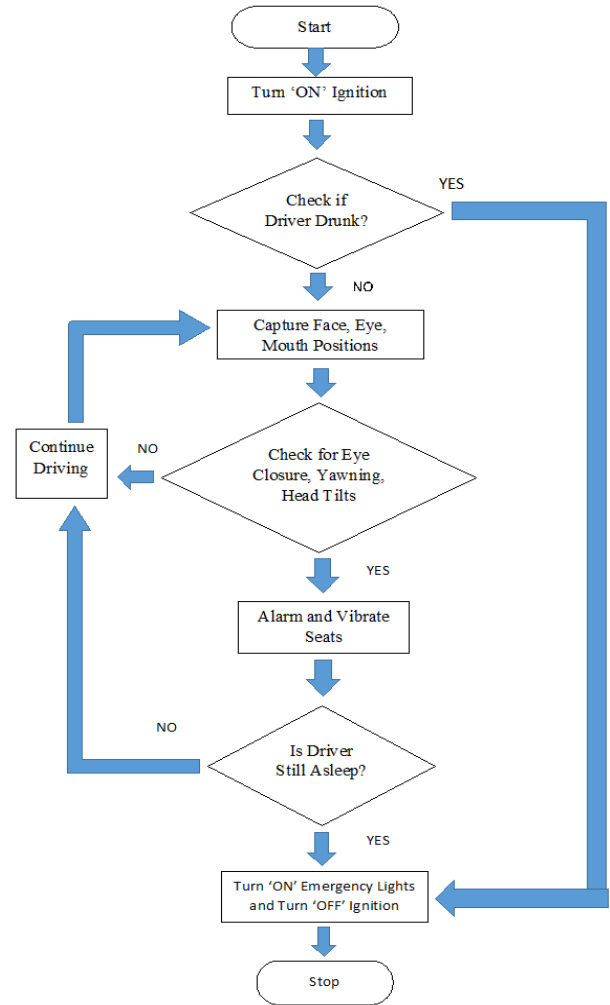 Start
Turn ‘ON’ Ignition
Check if
Driver Drunk?
YES
NO
Capture Face, Eye,
Mouth Positions
Continue
Driving
NO
Check for Eye
Closure, Yawning,
Head Tilts
YES
Alarm and Vibrate
Seats
NO
Is Driver
Still Asleep?
YES
Turn ‘ON’ Emergency Lights
and Turn ‘OFF’ Ignition
Stop